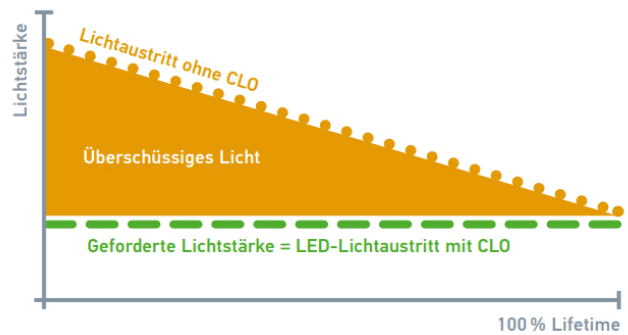 Lichtstärke
Lichtaustritt ohne CLO
Überschüssiges Licht
Geforderte Lichtstärke = LED-Lichtaustritt mit CLO
100 % Lifetime